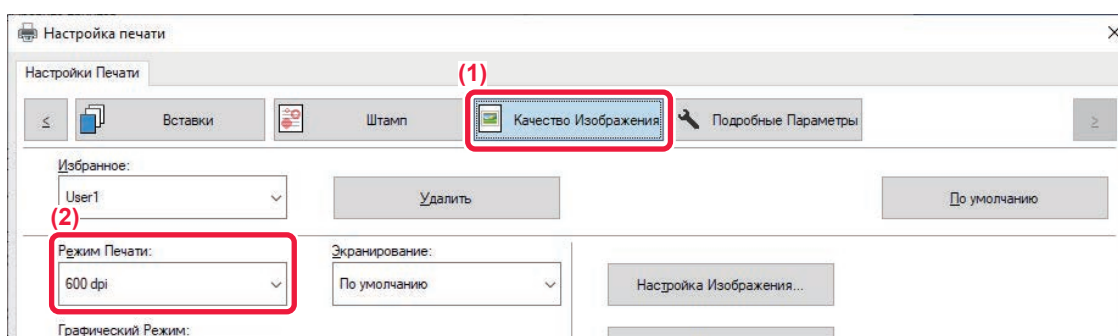 Настройка печати
Настройки Печати
(1)
≤ Вставки Штамп Качество Изображения Подробные Параметры ≥
Избранное:
User1 Удалить По умолчанию
(2)
Режим Печати: Экранирование:
600 dpi По умолчанию Настройка Изображения...
Графический Режим: